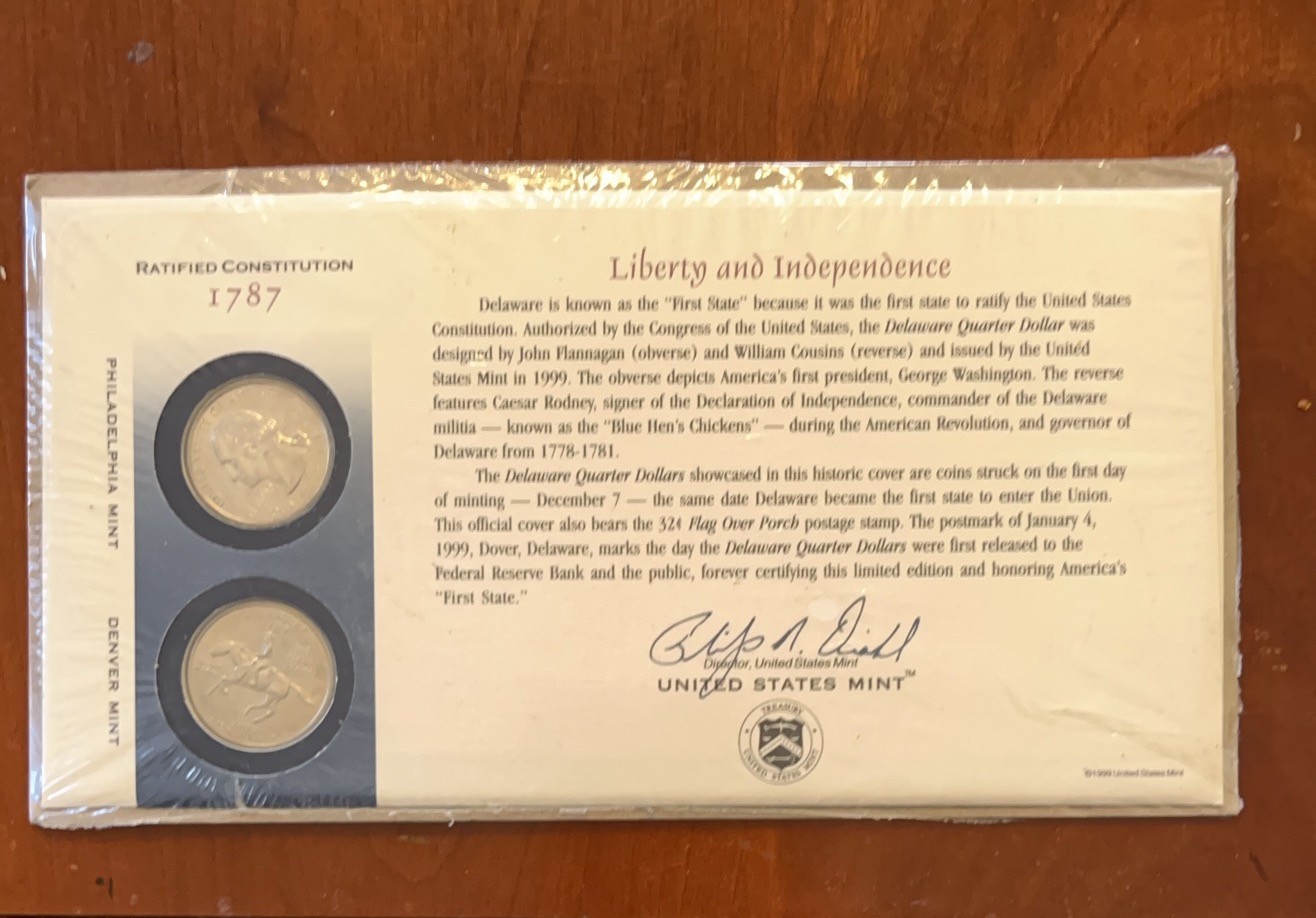 RATIFIED CONSTITUTION
1787
PHILADELPHIA MINT
DENVER MINT
Liberty and Independence
Delaware is known as the "First State" because it was the first state to ratify the United States
Constitution. Authorized by the Congress of the United States, the Delaware Quarter Dollar was
designed by John Flannagan (obverse) and William Cousins (reverse) and issued by the United
States Mint in 1999. The obverse depicts America's first president, George Washington. The reverse
features Caesar Rodney, signer of the Declaration of Independence, commander of the Delaware
militia — known as the "Blue Hen's Chickens" — during the American Revolution, and governor of
Delaware from 1778-1781.
The Delaware Quarter Dollars showcased in this historic cover are coins struck on the first day
of minting — December 7 — the same date Delaware became the first state to enter the Union.
This official cover also bears the 32¢ Flag Over Porch postage stamp. The postmark of January 4,
1999, Dover, Delaware, marks the day the Delaware Quarter Dollars were first released to the
Federal Reserve Bank and the public, forever certifying this limited edition and honoring America's
"First State."
Philip N. Diehl
Director, United States Mint
UNITED STATES MINT™
TREASURY
UNITED STATES MINT
©1999 United States Mint